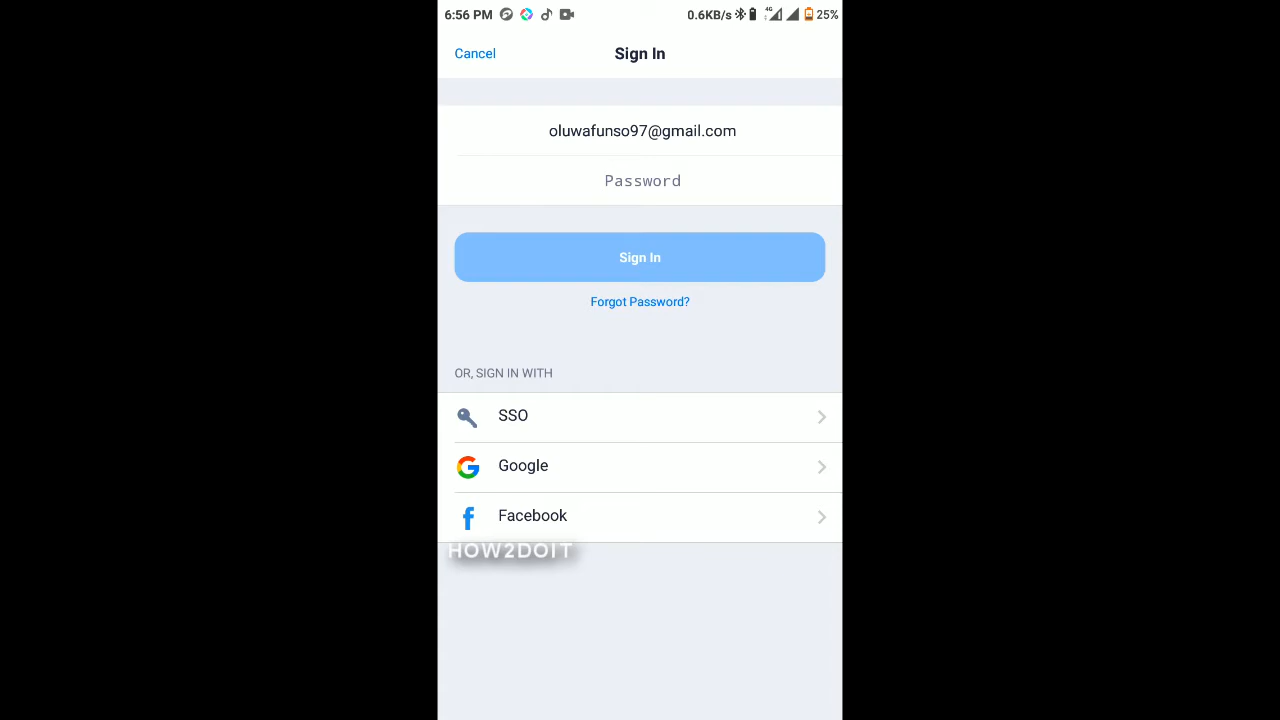 6:56 PM 0.6KB/s 4G 25%
Cancel Sign In
oluwafunso97@gmail.com
Password
Sign In
Forgot Password?
OR, SIGN IN WITH
SSO
Google
Facebook
HOW2DOIT